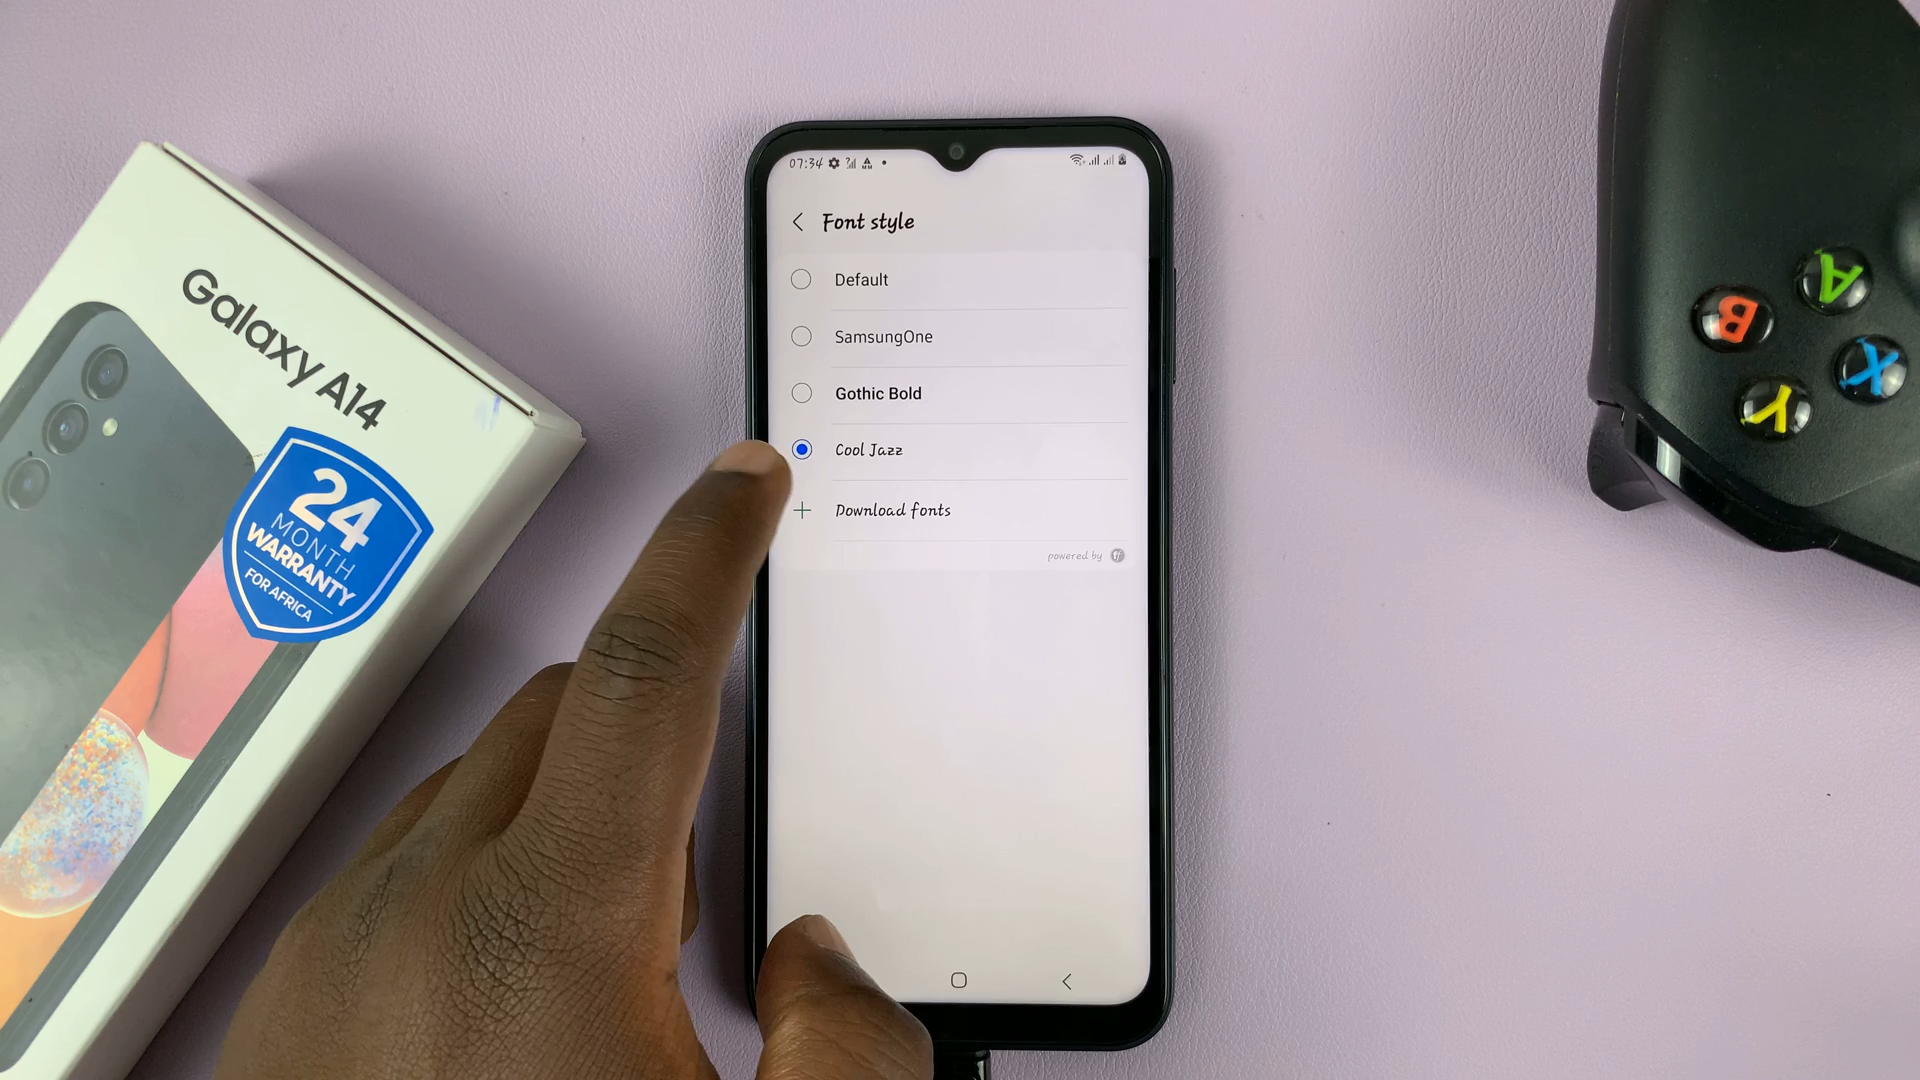 Galaxy A14
24
MONTH
WARRANTY
FOR AFRICA
07:34
Font style
Default
SamsungOne
Gothic Bold
Cool Jazz
Download fonts
powered by
A
B
X
Y